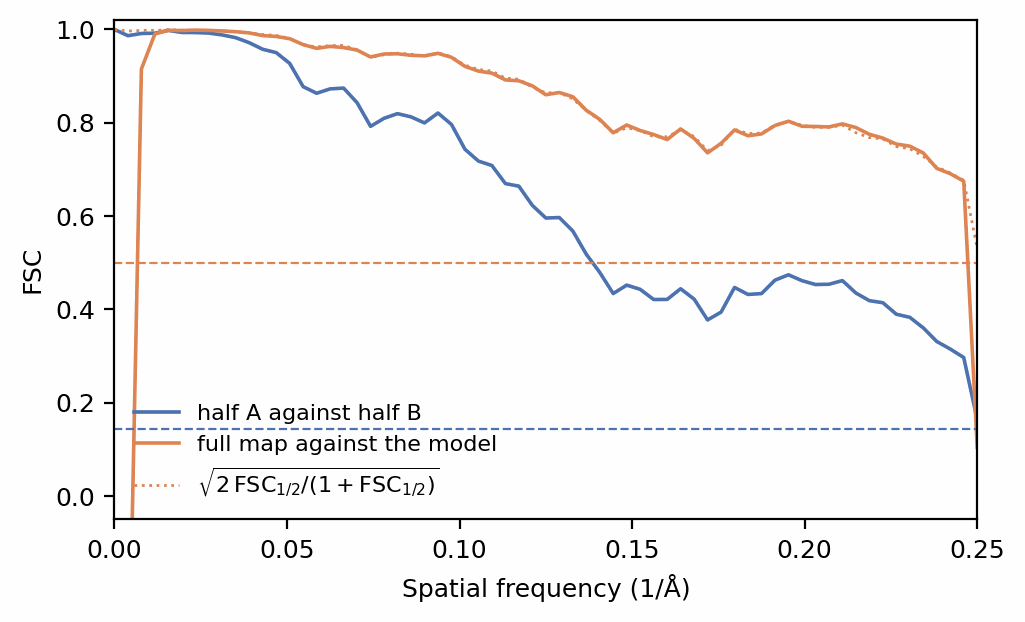 1.0
0.8
0.6
0.4
0.2
0.0
FSC
half A against half B
full map against the model
√2 FSC₁/₂/(1 + FSC₁/₂)
0.00 0.05 0.10 0.15 0.20 0.25
Spatial frequency (1/Å)